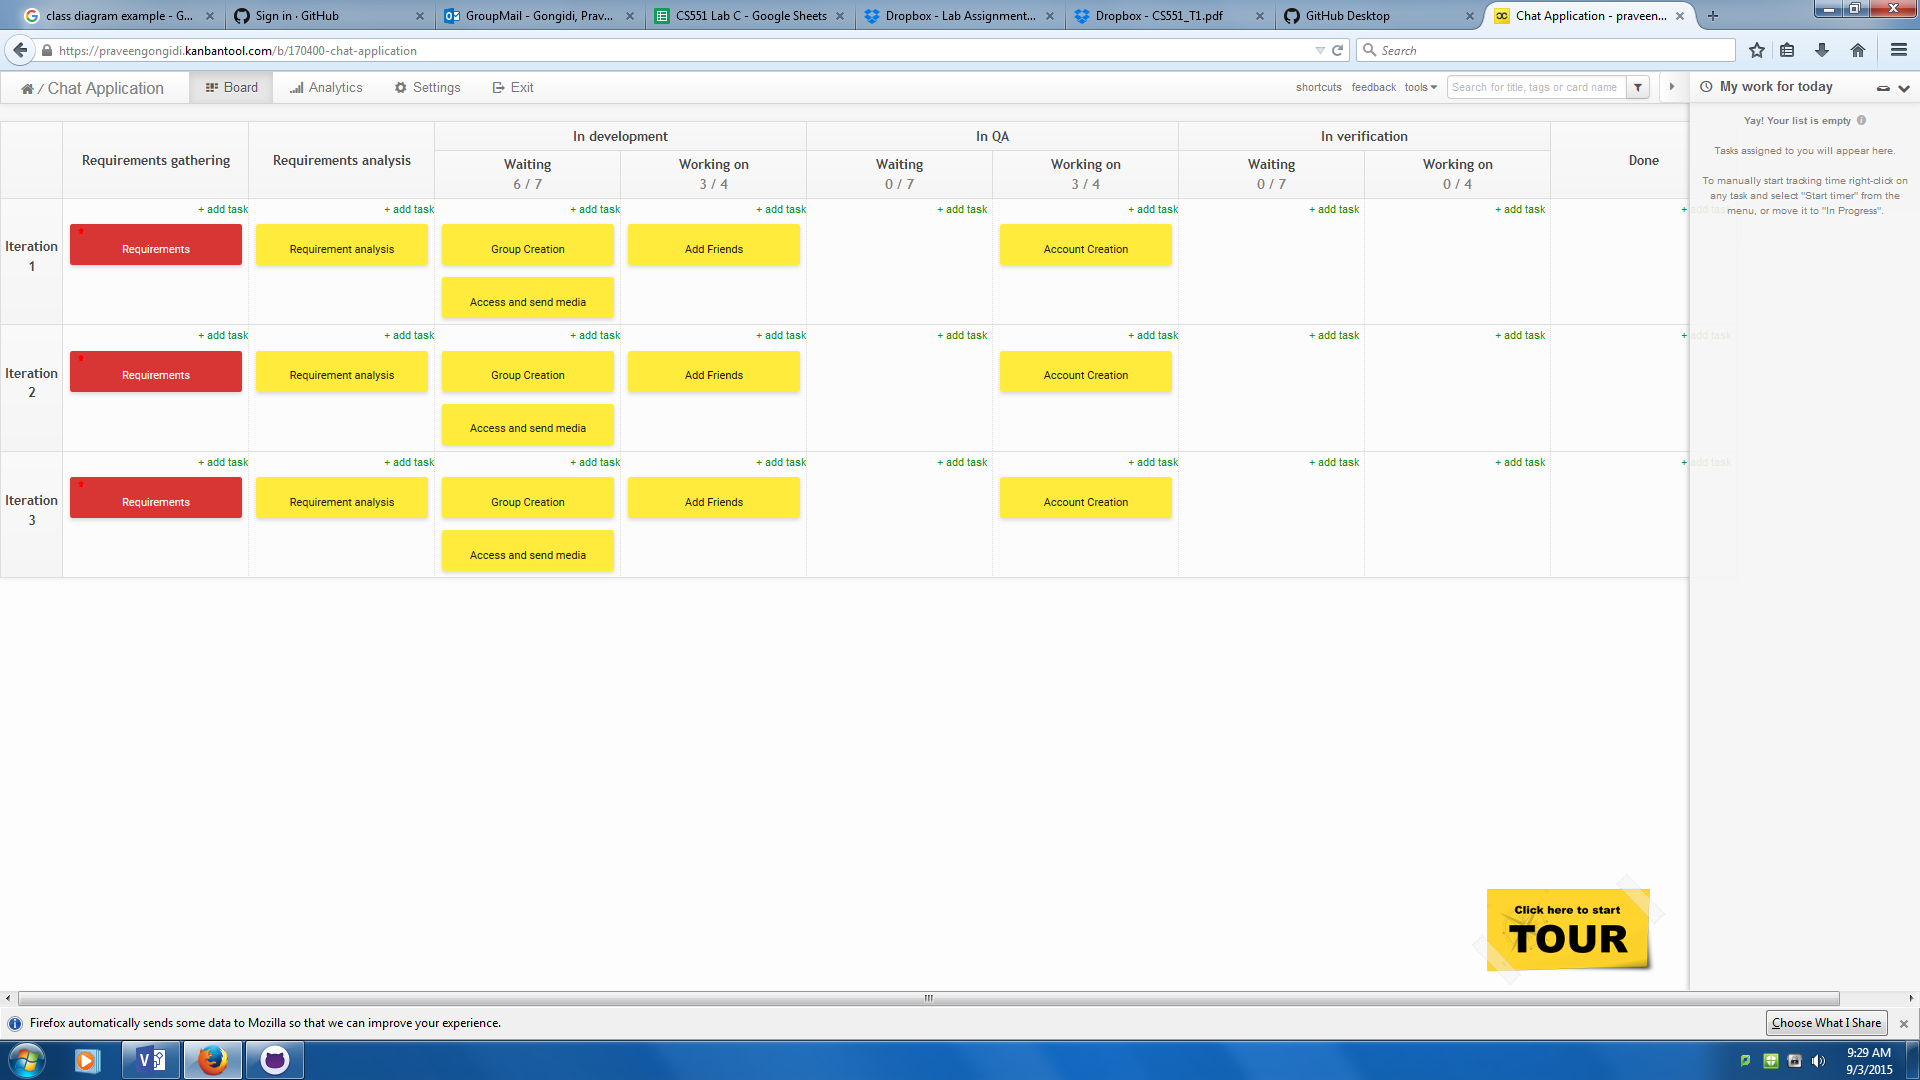 class diagram example - G...
Sign in · GitHub
GroupMail - Gongidi, Prav...
CS551 Lab C - Google Sheets
Dropbox - Lab Assignment...
Dropbox - CS551_T1.pdf
GitHub Desktop
Chat Application - praveen...
https://praveengongidi.kanbantool.com/b/170400-chat-application
Search
/ Chat Application
Board
Analytics
Settings
Exit
shortcuts
feedback
tools
Search for title, tags or card name
My work for today
Yay! Your list is empty
Tasks assigned to you will appear here.
To manually start tracking time right-click on
any task and select "Start timer" from the
menu, or move it to "In Progress".
Requirements gathering
Requirements analysis
In development
In QA
In verification
Done
Waiting
6 / 7
Working on
3 / 4
Waiting
0 / 7
Working on
3 / 4
Waiting
0 / 7
Working on
0 / 4
+ add task
+ add task
+ add task
+ add task
+ add task
+ add task
+ add task
+ add task
+ add task
Iteration
1
Requirements
Requirement analysis
Group Creation
Add Friends
Account Creation
Access and send media
+ add task
+ add task
+ add task
+ add task
+ add task
+ add task
+ add task
+ add task
+ add task
Iteration
2
Requirements
Requirement analysis
Group Creation
Add Friends
Account Creation
Access and send media
+ add task
+ add task
+ add task
+ add task
+ add task
+ add task
+ add task
+ add task
+ add task
Iteration
3
Requirements
Requirement analysis
Group Creation
Add Friends
Account Creation
Access and send media
Click here to start
TOUR
Firefox automatically sends some data to Mozilla so that we can improve your experience.
Choose What I Share
9:29 AM
9/3/2015